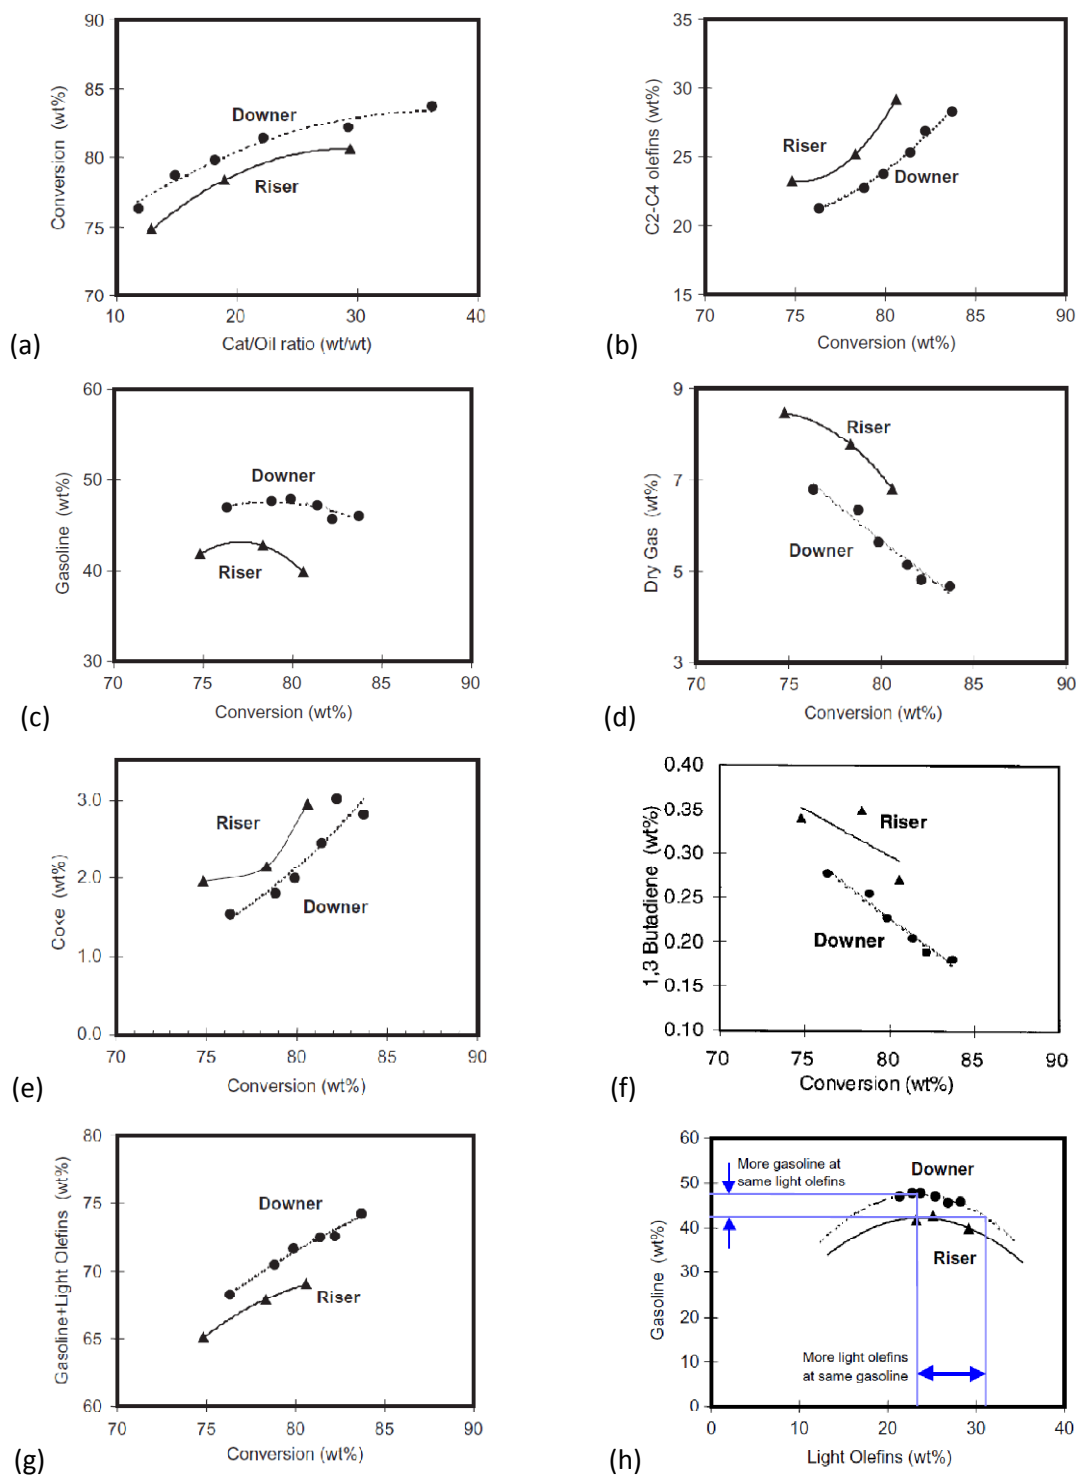 90
85
80
75
70
Conversion (wt%)
Downer
Riser
10
20
30
40
(a)
Cat/Oil ratio (wt/wt)
35
30
25
20
15
C2-C4 olefins (wt%)
Riser
Downer
70
75
80
85
90
(b)
Conversion (wt%)
60
50
40
30
Gasoline (wt%)
Downer
Riser
70
75
80
85
90
(c)
Conversion (wt%)
9
7
5
3
Dry Gas (wt%)
Riser
Downer
70
75
80
85
90
(d)
Conversion (wt%)
3.0
2.0
1.0
0.0
Coke (wt%)
Riser
Downer
70
75
80
85
90
(e)
Conversion (wt%)
0.40
0.35
0.30
0.25
0.20
0.15
0.10
1,3 Butadiene (wt%)
Riser
Downer
70
75
80
85
90
(f)
Conversion (wt%)
80
75
70
65
60
Gasoline+Light Olefins (wt%)
Downer
Riser
70
75
80
85
90
(g)
Conversion (wt%)
60
50
40
30
20
10
0
Gasoline (wt%)
More gasoline at
same light olefins
Downer
Riser
More light olefins
at same gasoline
0
10
20
30
40
(h)
Light Olefins (wt%)